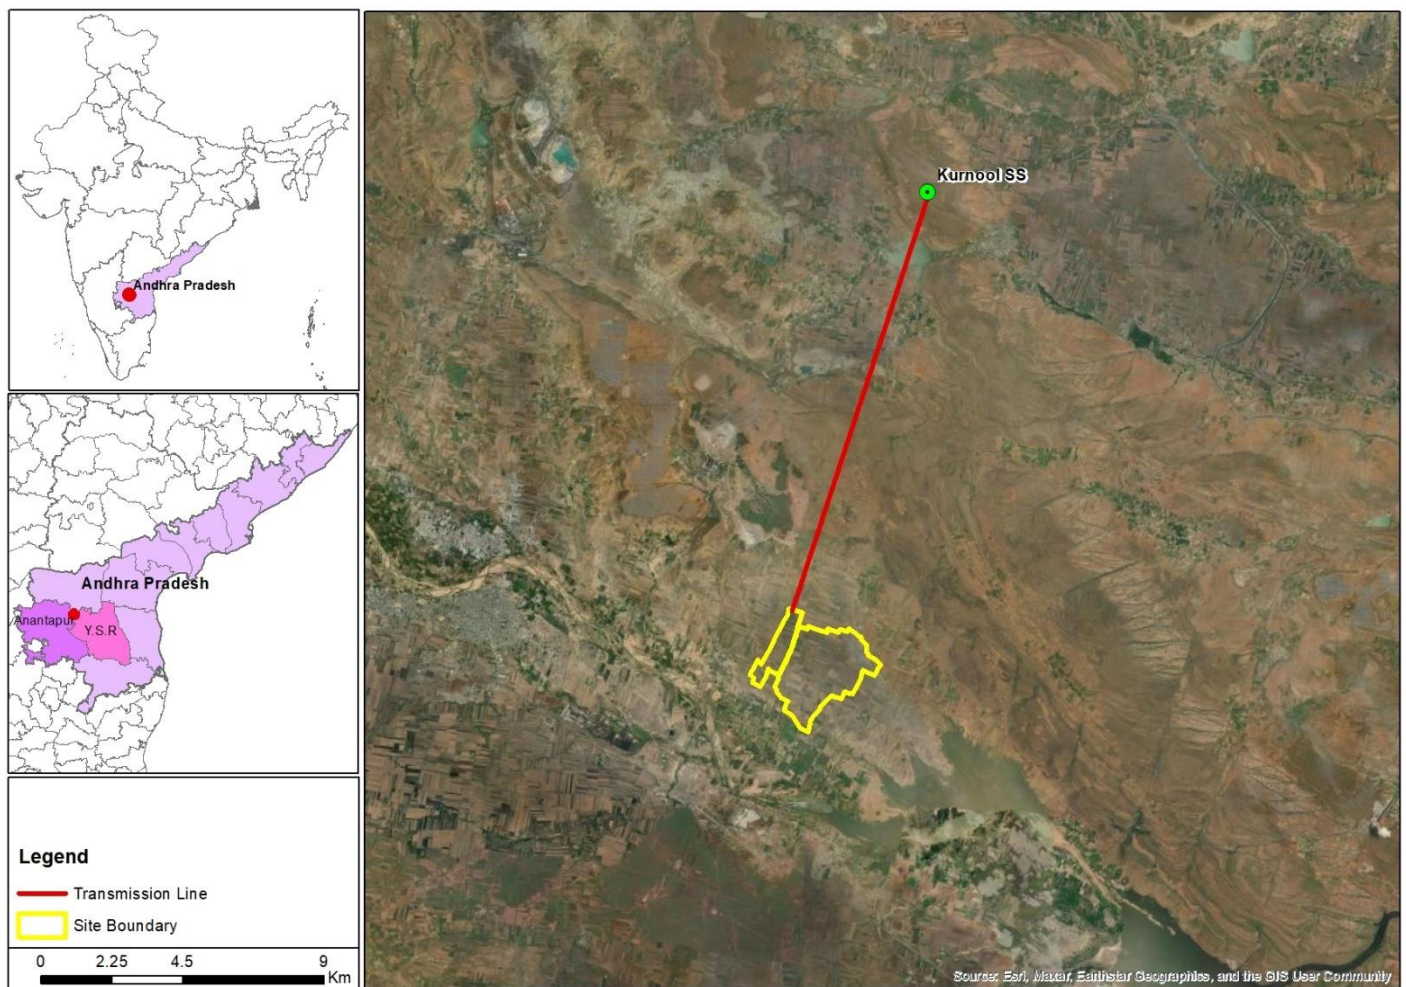 Andhra Pradesh
Andhra Pradesh
Anantapur
Y.S.R
Legend
Transmission Line
Site Boundary
0 2.25 4.5 9
Km
Kurnool SS
Source: Esri, Maxar, Earthstar Geographics, and the GIS User Community